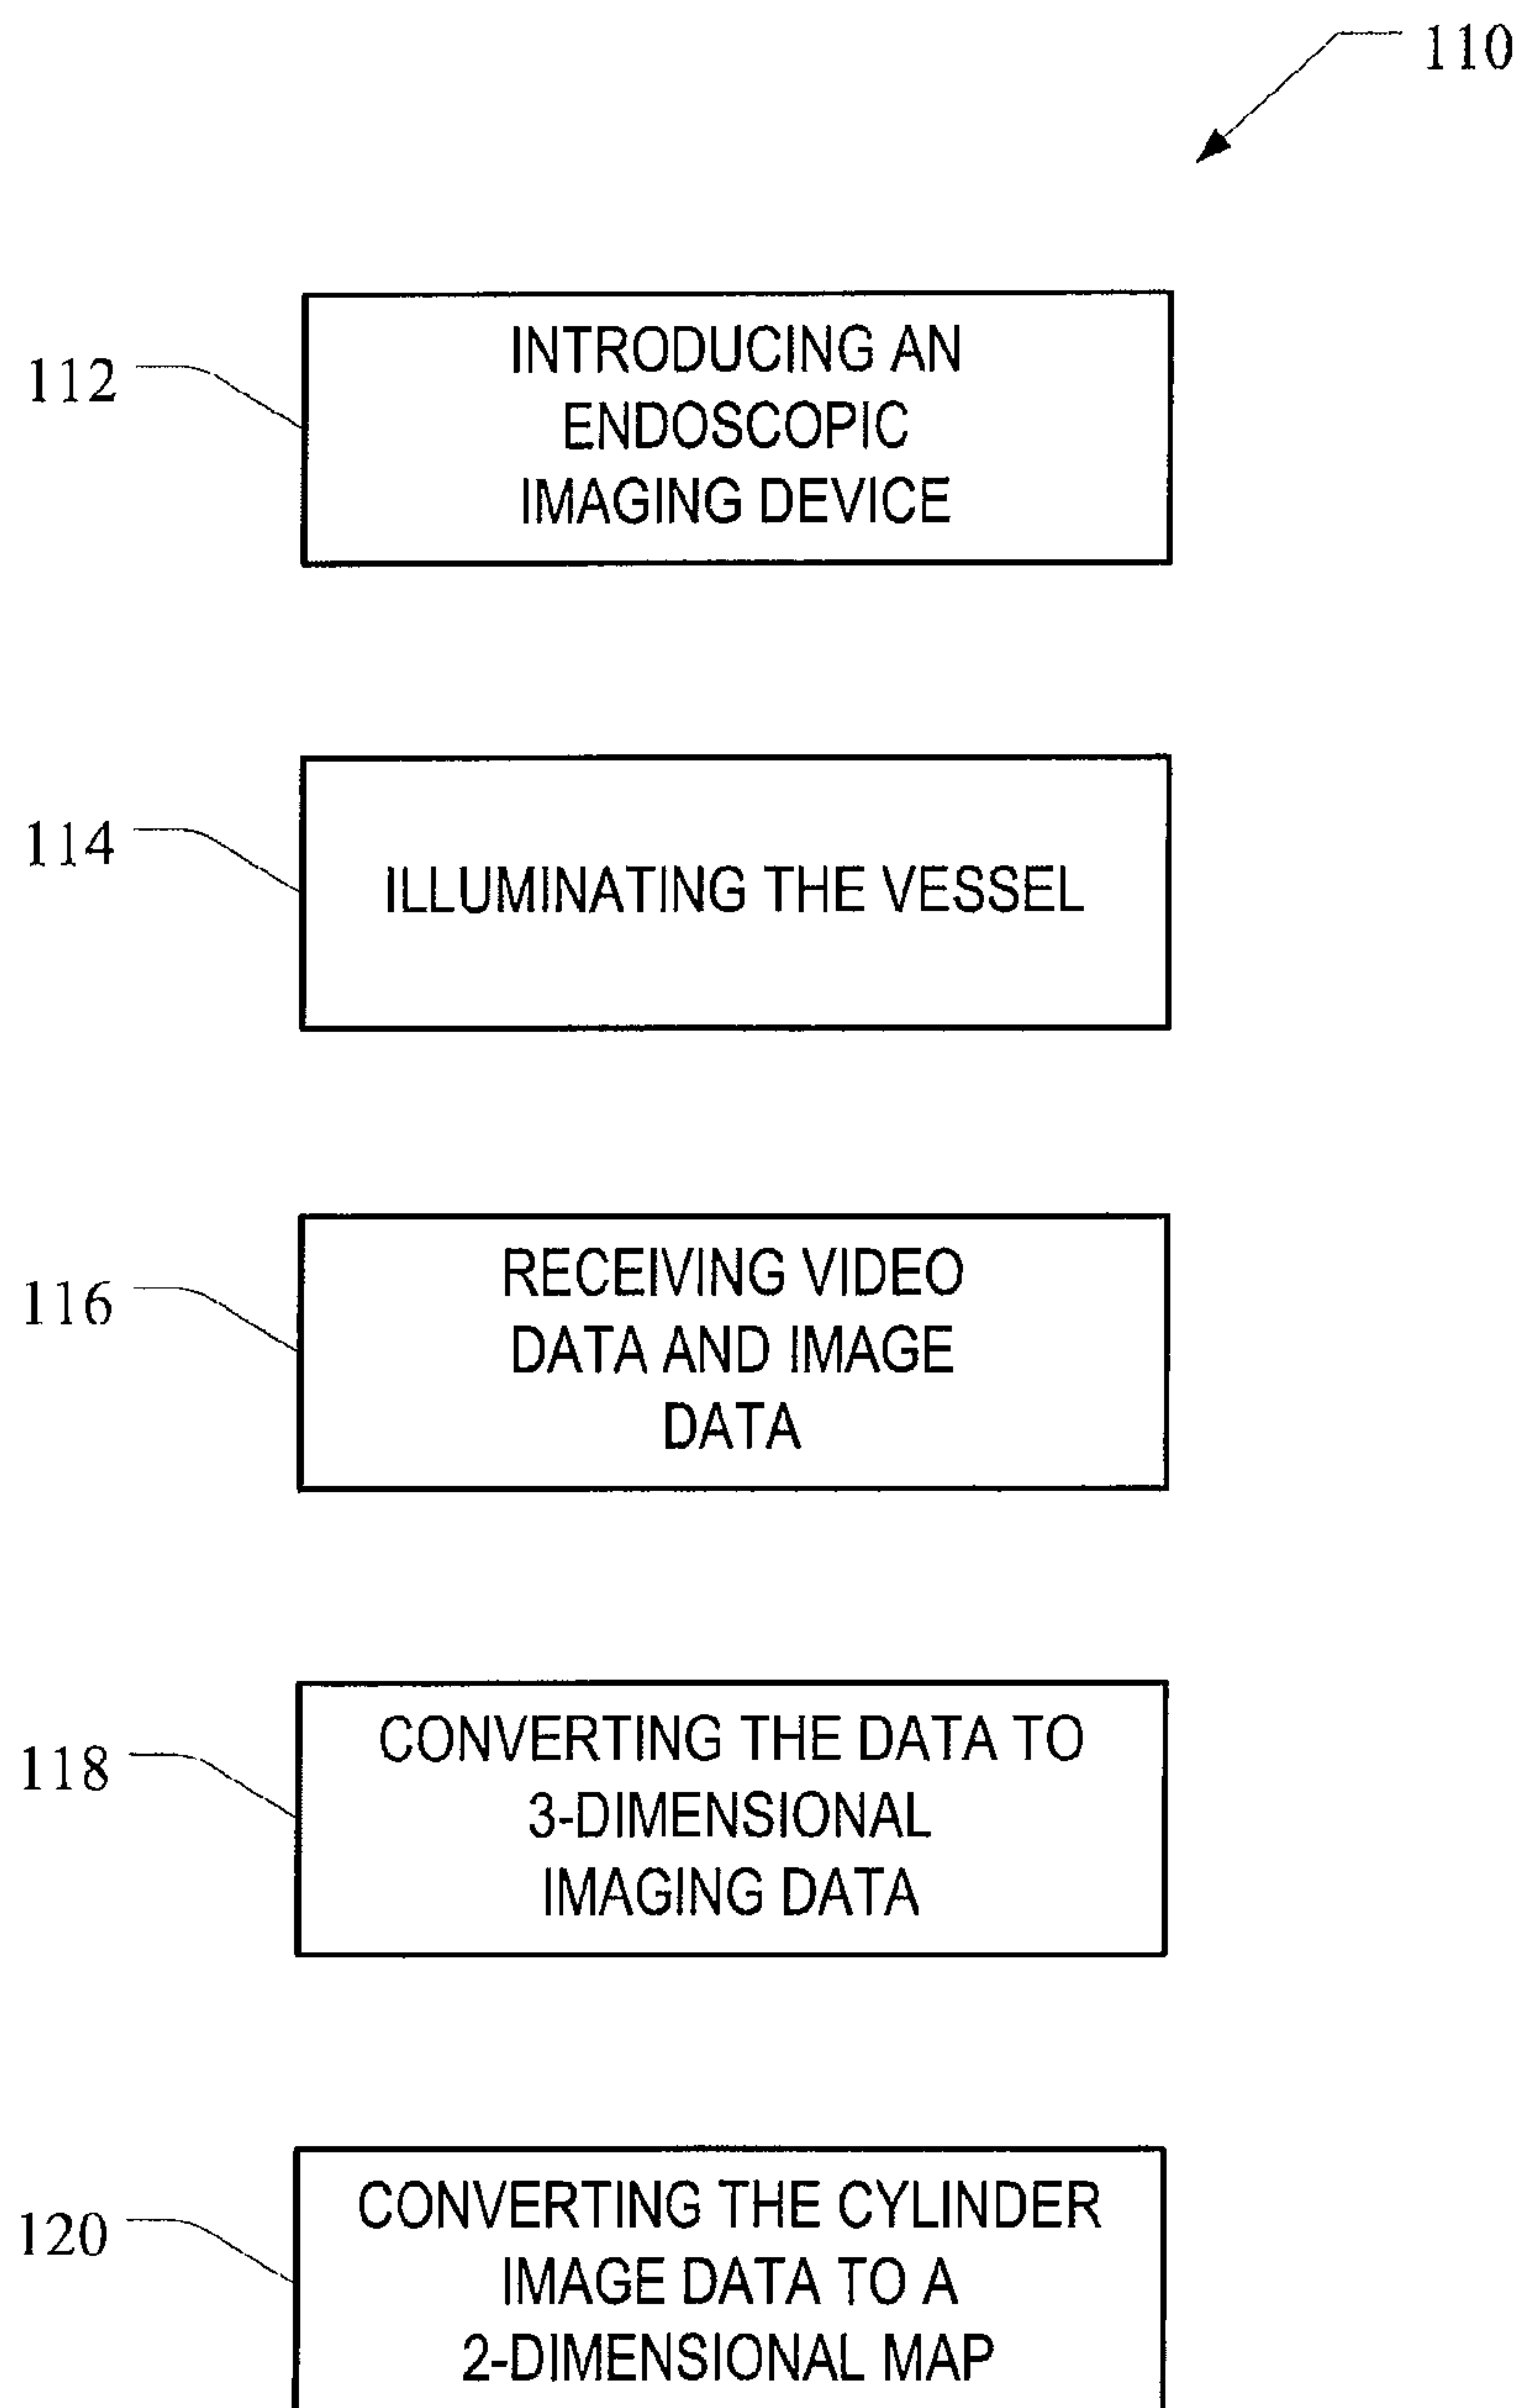 110
112
INTRODUCING AN
ENDOSCOPIC
IMAGING DEVICE
114
ILLUMINATING THE VESSEL
116
RECEIVING VIDEO
DATA AND IMAGE
DATA
118
CONVERTING THE DATA TO
3-DIMENSIONAL
IMAGING DATA
120
CONVERTING THE CYLINDER
IMAGE DATA TO A
2-DIMENSIONAL MAP